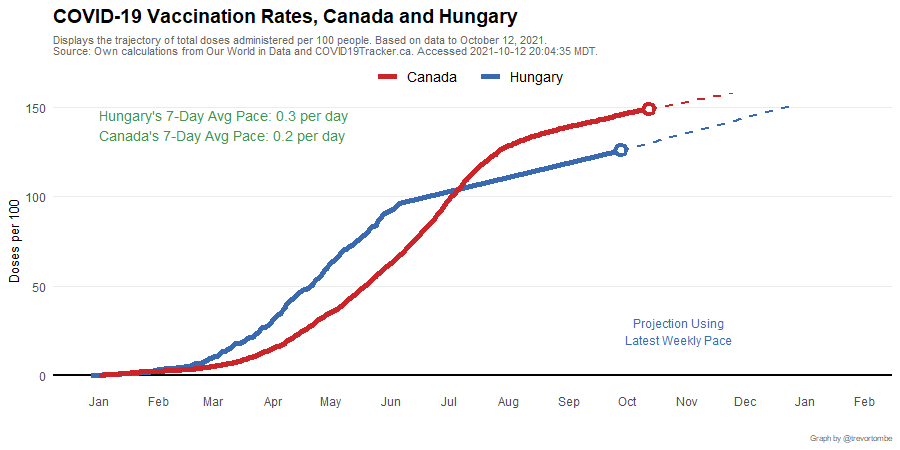 COVID-19 Vaccination Rates, Canada and Hungary
Displays the trajectory of total doses administered per 100 people. Based on data to October 12, 2021.
Source: Own calculations from Our World in Data and COVID19Tracker.ca. Accessed 2021-10-12 20:04:35 MDT.
Canada Hungary
Hungary's 7-Day Avg Pace: 0.3 per day
Canada's 7-Day Avg Pace: 0.2 per day
Doses per 100
150
100
50
0
Projection Using
Latest Weekly Pace
Jan Feb Mar Apr May Jun Jul Aug Sep Oct Nov Dec Jan Feb
Graph by @trevortombe